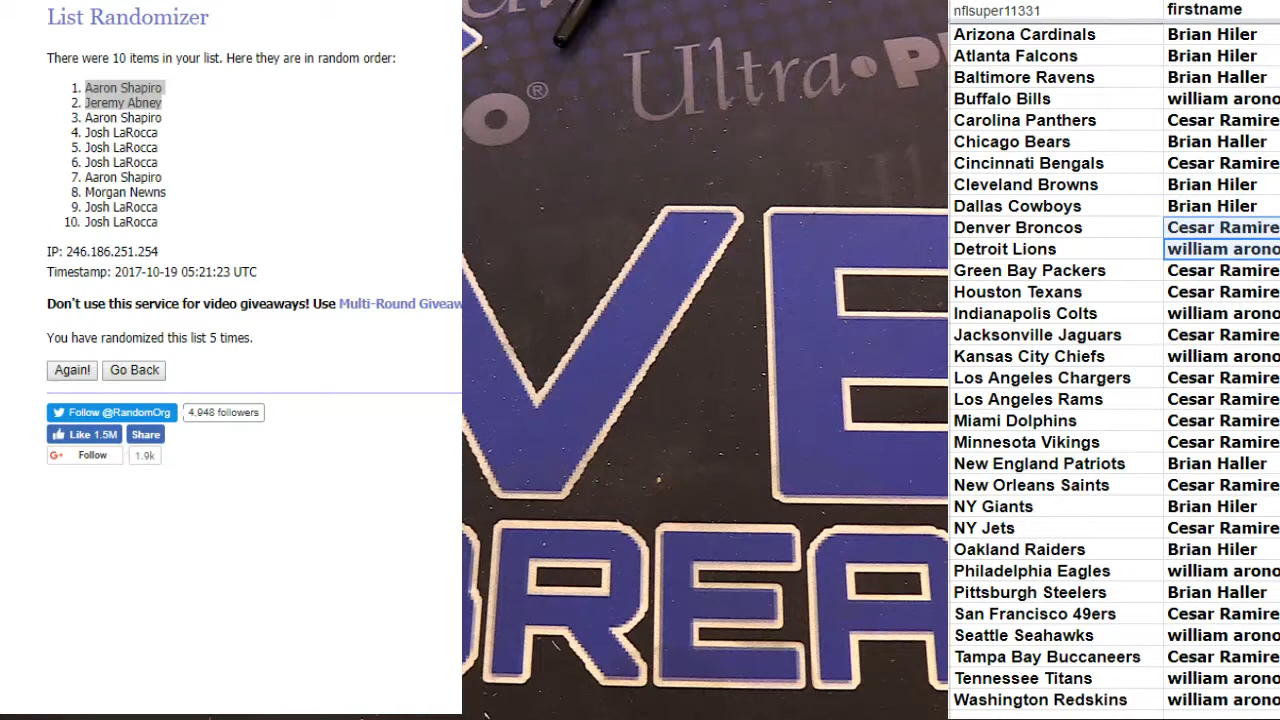 List Randomizer
There were 10 items in your list. Here they are in random order:
1. Aaron Shapiro
2. Jeremy Abney
3. Aaron Shapiro
4. Josh LaRocca
5. Josh LaRocca
6. Josh LaRocca
7. Aaron Shapiro
8. Morgan Newns
9. Josh LaRocca
10. Josh LaRocca
IP: 246.186.251.254
Timestamp: 2017-10-19 05:21:23 UTC
Don't use this service for video giveaways! Use Multi-Round Giveaw
You have randomized this list 5 times.
Again! Go Back
Follow @RandomOrg 4,948 followers
Like 1.5M Share
G+ Follow 1.9k
Ultra•P
O®
VE
REA
nflsuper11331 firstname
Arizona Cardinals Brian Hiler
Atlanta Falcons Brian Hiler
Baltimore Ravens Brian Haller
Buffalo Bills william arono
Carolina Panthers Cesar Ramire
Chicago Bears Brian Haller
Cincinnati Bengals Cesar Ramire
Cleveland Browns Brian Hiler
Dallas Cowboys Brian Hiler
Denver Broncos Cesar Ramire
Detroit Lions william arono
Green Bay Packers Cesar Ramire
Houston Texans Cesar Ramire
Indianapolis Colts william arono
Jacksonville Jaguars Cesar Ramire
Kansas City Chiefs william arono
Los Angeles Chargers Cesar Ramire
Los Angeles Rams Cesar Ramire
Miami Dolphins Cesar Ramire
Minnesota Vikings Cesar Ramire
New England Patriots Brian Haller
New Orleans Saints Cesar Ramire
NY Giants Brian Hiler
NY Jets Cesar Ramire
Oakland Raiders Brian Hiler
Philadelphia Eagles william arono
Pittsburgh Steelers Brian Haller
San Francisco 49ers Cesar Ramire
Seattle Seahawks william arono
Tampa Bay Buccaneers Cesar Ramire
Tennessee Titans william arono
Washington Redskins william arono